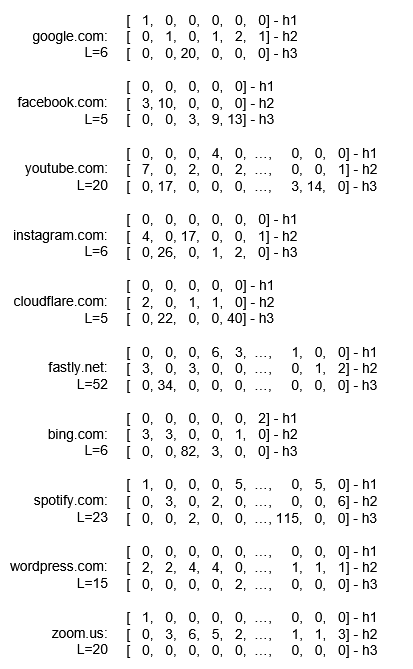 [ 1, 0, 0, 0, 0, 0] - h1
google.com: [ 0, 1, 0, 1, 2, 1] - h2
L=6 [ 0, 0, 20, 0, 0, 0] - h3
[ 0, 0, 0, 0, 0] - h1
facebook.com: [ 3, 10, 0, 0, 0] - h2
L=5 [ 0, 0, 3, 9, 13] - h3
[ 0, 0, 0, 4, 0, ..., 0, 0, 0] - h1
youtube.com: [ 7, 0, 2, 0, 2, ..., 0, 0, 1] - h2
L=20 [ 0, 17, 0, 0, 0, ..., 3, 14, 0] - h3
[ 0, 0, 0, 0, 0, 0] - h1
instagram.com: [ 4, 0, 17, 0, 0, 1] - h2
L=6 [ 0, 26, 0, 1, 2, 0] - h3
[ 0, 0, 0, 0, 0] - h1
cloudflare.com: [ 2, 0, 1, 1, 0] - h2
L=5 [ 0, 22, 0, 0, 40] - h3
[ 0, 0, 0, 6, 3, ..., 1, 0, 0] - h1
fastly.net: [ 3, 0, 3, 0, 0, ..., 0, 1, 2] - h2
L=52 [ 0, 34, 0, 0, 0, ..., 0, 0, 0] - h3
[ 0, 0, 0, 0, 0, 2] - h1
bing.com: [ 3, 3, 0, 0, 1, 0] - h2
L=6 [ 0, 0, 82, 3, 0, 0] - h3
[ 1, 0, 0, 0, 5, ..., 0, 5, 0] - h1
spotify.com: [ 0, 3, 0, 2, 0, ..., 0, 0, 6] - h2
L=23 [ 0, 0, 2, 0, 0, ..., 115, 0, 0] - h3
[ 0, 0, 0, 0, 0, ..., 0, 0, 0] - h1
wordpress.com: [ 2, 2, 4, 4, 0, ..., 1, 1, 1] - h2
L=15 [ 0, 0, 0, 0, 2, ..., 0, 0, 0] - h3
[ 1, 0, 0, 0, 0, ..., 0, 0, 0] - h1
zoom.us: [ 0, 3, 6, 5, 2, ..., 1, 1, 3] - h2
L=20 [ 0, 0, 0, 0, 0, ..., 0, 0, 0] - h3